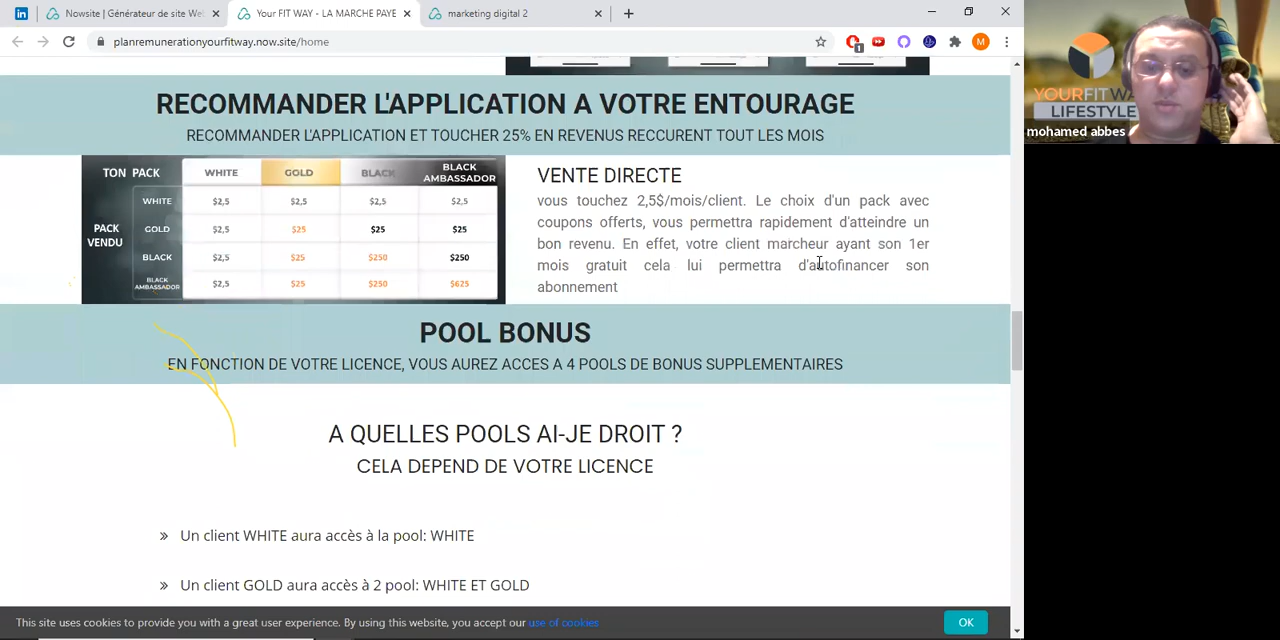 Nowsite | Générateur de site We
Your FIT WAY - LA MARCHE PAYE
marketing digital 2
planremunerationyourfitway.now.site/home
1
M
RECOMMANDER L'APPLICATION A VOTRE ENTOURAGE
RECOMMANDER L'APPLICATION ET TOUCHER 25% EN REVENUS RECCURENT TOUT LES MOIS
TON PACK WHITE GOLD BLACK BLACK AMBASSADOR
PACK VENDU
WHITE $2,5 $2,5 $2,5 $2,5
GOLD $2,5 $25 $25 $25
BLACK $2,5 $25 $250 $250
BLACK AMBASSADOR $2,5 $25 $250 $625
VENTE DIRECTE
vous touchez 2,5$/mois/client. Le choix d'un pack avec
coupons offerts, vous permettra rapidement d'atteindre un
bon revenu. En effet, votre client marcheur ayant son 1er
mois gratuit cela lui permettra d'autofinancer son
abonnement
POOL BONUS
EN FONCTION DE VOTRE LICENCE, VOUS AUREZ ACCES A 4 POOLS DE BONUS SUPPLEMENTAIRES
A QUELLES POOLS AI-JE DROIT ?
CELA DEPEND DE VOTRE LICENCE
» Un client WHITE aura accès à la pool: WHITE
» Un client GOLD aura accès à 2 pool: WHITE ET GOLD
This site uses cookies to provide you with a great user experience. By using this website, you accept our use of cookies
OK
YOURFIT WA
LIFESTYLE
mohamed abbes